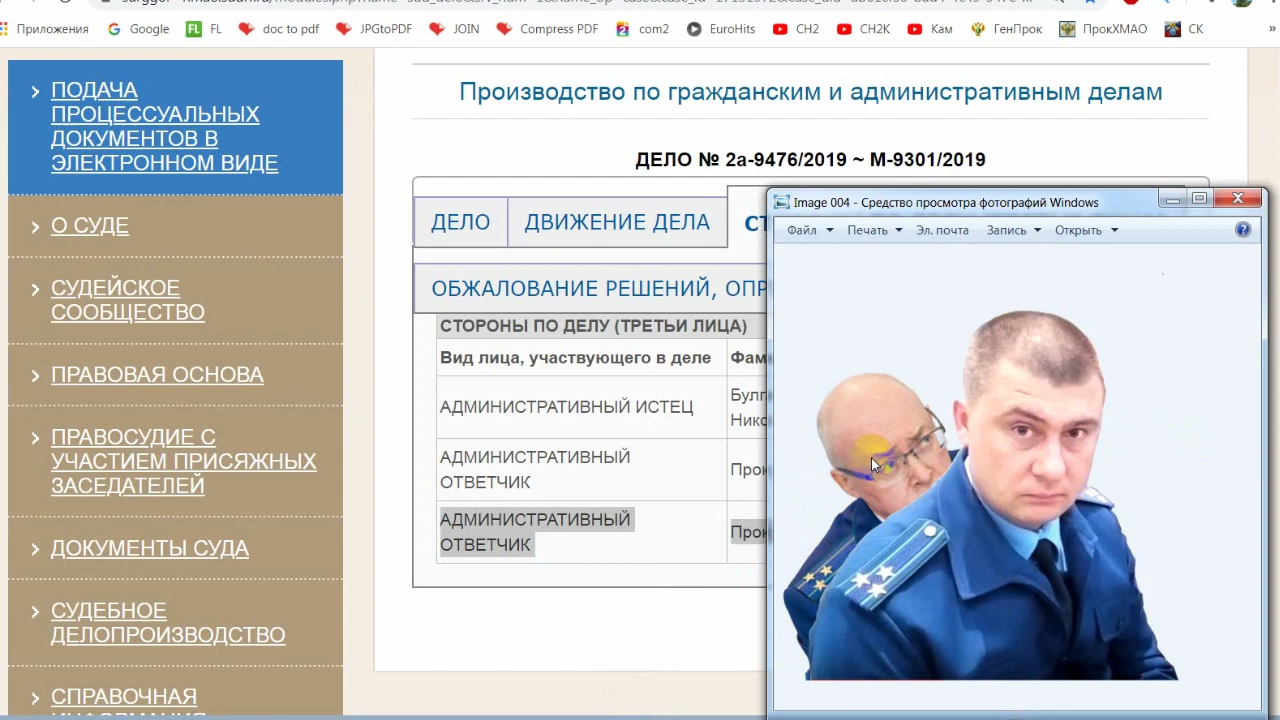 Приложения
Google
FL
FL
doc to pdf
JPGtoPDF
JOIN
Compress PDF
2
com2
EuroHits
СН2
СН2К
Кам
ГенПрок
ПрокХМАО
СК
»
ПОДАЧА
ПРОЦЕССУАЛЬНЫХ
ДОКУМЕНТОВ В
ЭЛЕКТРОННОМ ВИДЕ
О СУДЕ
СУДЕЙСКОЕ
СООБЩЕСТВО
ПРАВОВАЯ ОСНОВА
ПРАВОСУДИЕ С
УЧАСТИЕМ ПРИСЯЖНЫХ
ЗАСЕДАТЕЛЕЙ
ДОКУМЕНТЫ СУДА
СУДЕБНОЕ
ДЕЛОПРОИЗВОДСТВО
СПРАВОЧНАЯ
Производство по гражданским и административным делам
ДЕЛО № 2а-9476/2019 ~ М-9301/2019
ДЕЛО
ДВИЖЕНИЕ ДЕЛА
ОБЖАЛОВАНИЕ РЕШЕНИЙ,
СТОРОНЫ ПО ДЕЛУ (ТРЕТЬИ ЛИЦА)
Вид лица, участвующего в деле
АДМИНИСТРАТИВНЫЙ ИСТЕЦ
АДМИНИСТРАТИВНЫЙ
ОТВЕТЧИК
АДМИНИСТРАТИВНЫЙ
ОТВЕТЧИК
Image 004 - Средство просмотра фотографий Windows
Файл
Печать
Эл. почта
Запись
Открыть